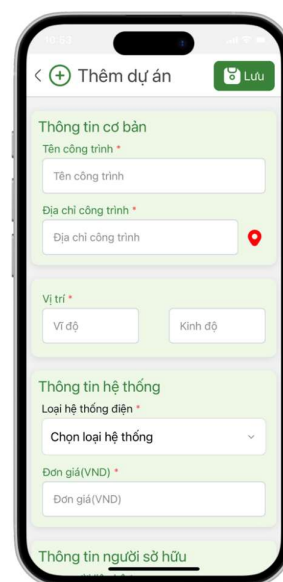 10:53
Thêm dự án
Lưu
Thông tin cơ bản
Tên công trình *
Tên công trình
Địa chỉ công trình *
Địa chỉ công trình
Vị trí *
Vĩ độ
Kinh độ
Thông tin hệ thống
Loại hệ thống điện *
Chọn loại hệ thống
Đơn giá(VND) *
Đơn giá(VND)
Thông tin người sở hữu